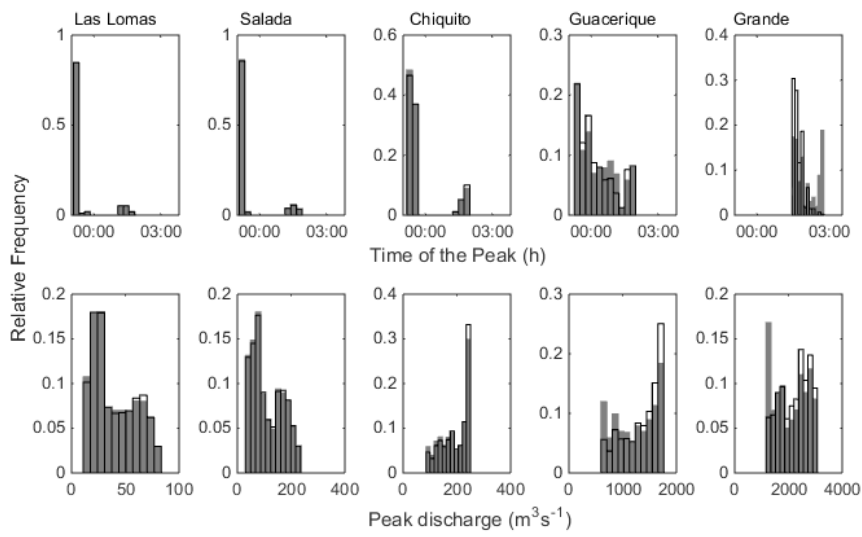 Las Lomas Salada Chiquito Guacerique Grande
1 1 0.6 0.3 0.4
0.3
0.4 0.2
0.5 0.5 0.2
0.2 0.1
0.1
0 0 0 0 0
00:00 03:00 00:00 03:00 00:00 03:00 00:00 03:00 00:00 03:00
Time of the Peak (h)
Relative Frequency
0.2 0.2 0.4 0.3 0.2
0.15 0.15 0.3 0.15
0.2
0.1 0.1 0.2 0.1
0.1
0.05 0.05 0.1 0.05
0 0 0 0 0
0 50 100 0 200 400 0 200 400 0 1000 2000 0 2000 4000
Peak discharge (m³s⁻¹)